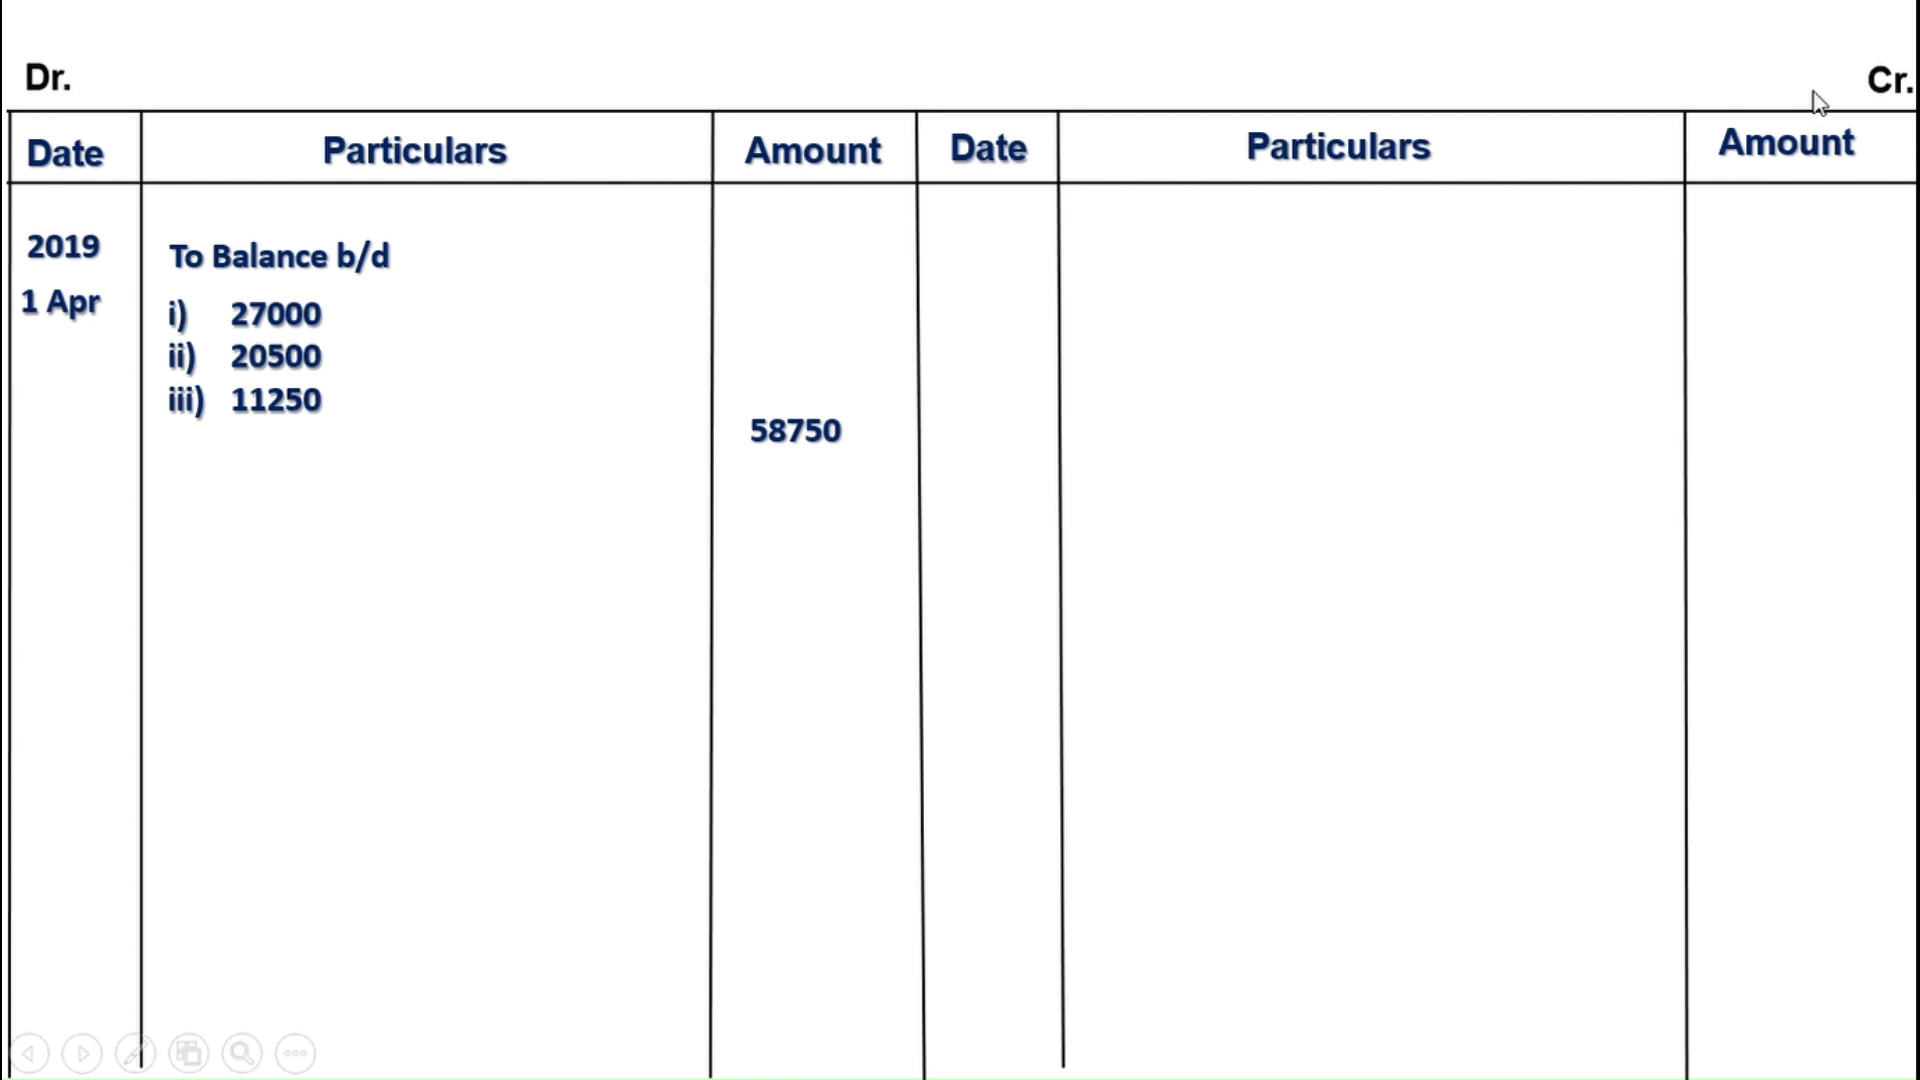 Dr.
Cr.
Date
Particulars
Amount
Date
Particulars
Amount
2019
1 Apr
To Balance b/d
i) 27000
ii) 20500
iii) 11250
58750